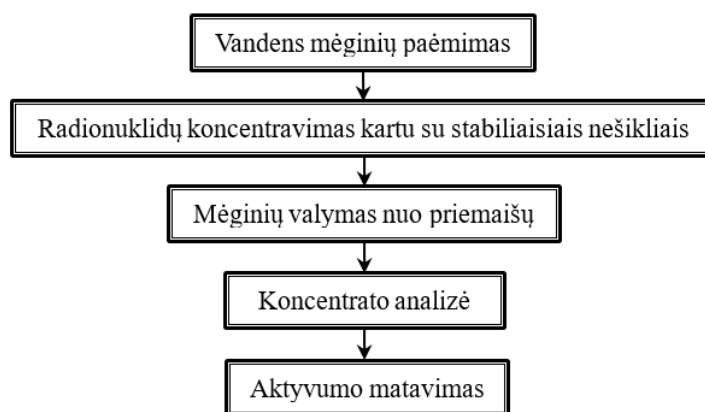 Vandens mėginių paėmimas
Radionuklidų koncentravimas kartu su stabiliaisiais nešikliais
Mėginių valymas nuo priemaišų
Koncentrato analizė
Aktyvumo matavimas